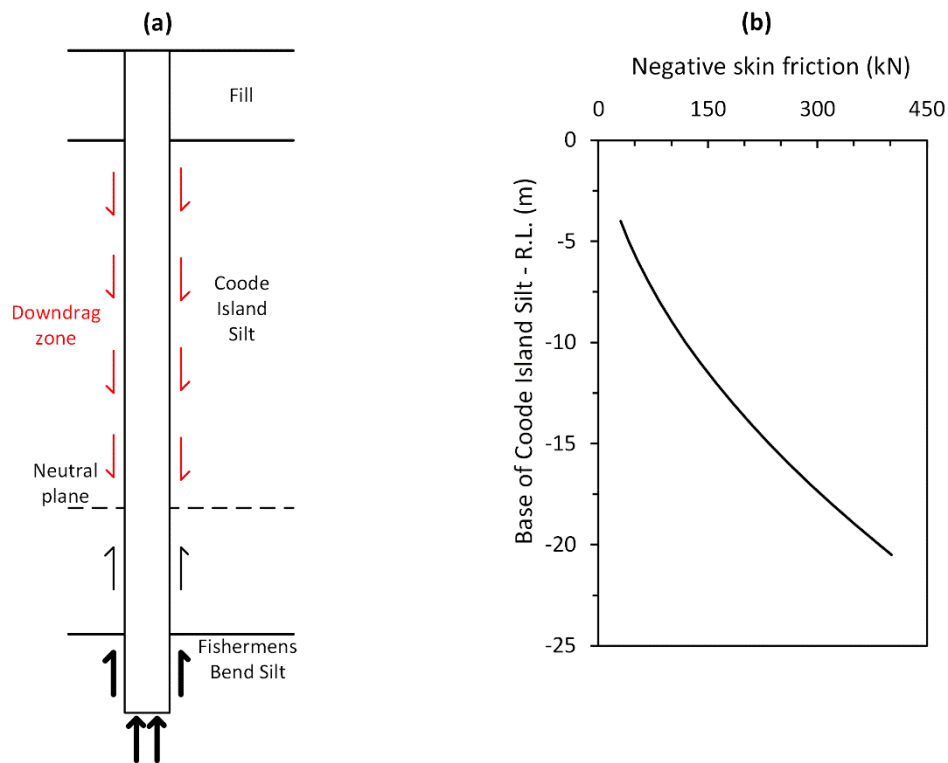 (a)
Fill
Coode
Island
Silt
Downdrag
zone
Neutral
plane
Fishermens
Bend Silt
(b)
Negative skin friction (kN)
0
150
300
450
0
-5
-10
-15
-20
-25
Base of Coode Island Silt - R.L. (m)